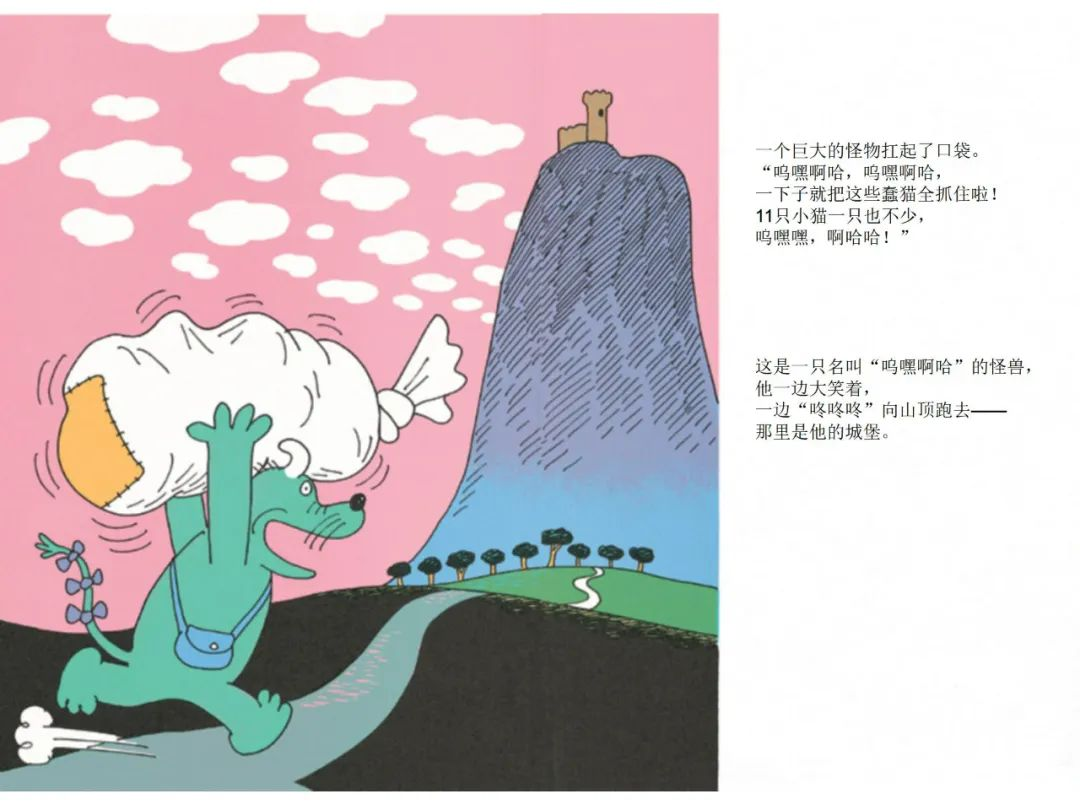 一个巨大的怪物扛起了口袋。
“呜嘿啊哈，呜嘿啊哈，
一下子就把这些蠢猫全抓住啦！
11只小猫一只也不少，
呜嘿嘿，啊哈哈！”
这是一只名叫“呜嘿啊哈”的怪兽，
他一边大笑着，
一边“咚咚咚”向山顶跑去——
那里是他的城堡。